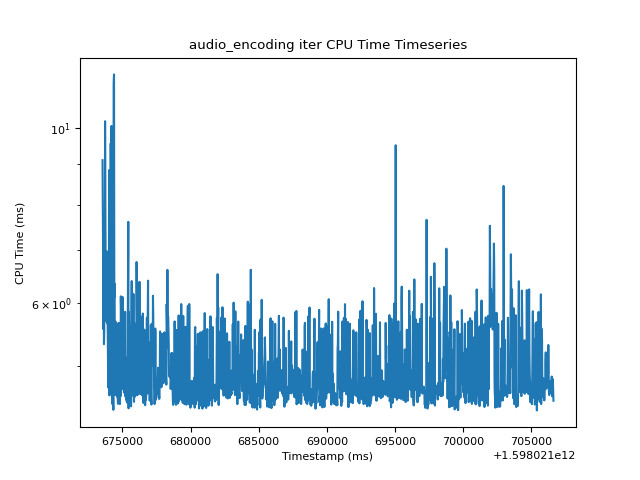 audio_encoding iter CPU Time Timeseries
CPU Time (ms)
10¹
6 × 10⁰
675000 680000 685000 690000 695000 700000 705000
Timestamp (ms)
+1.598021e12